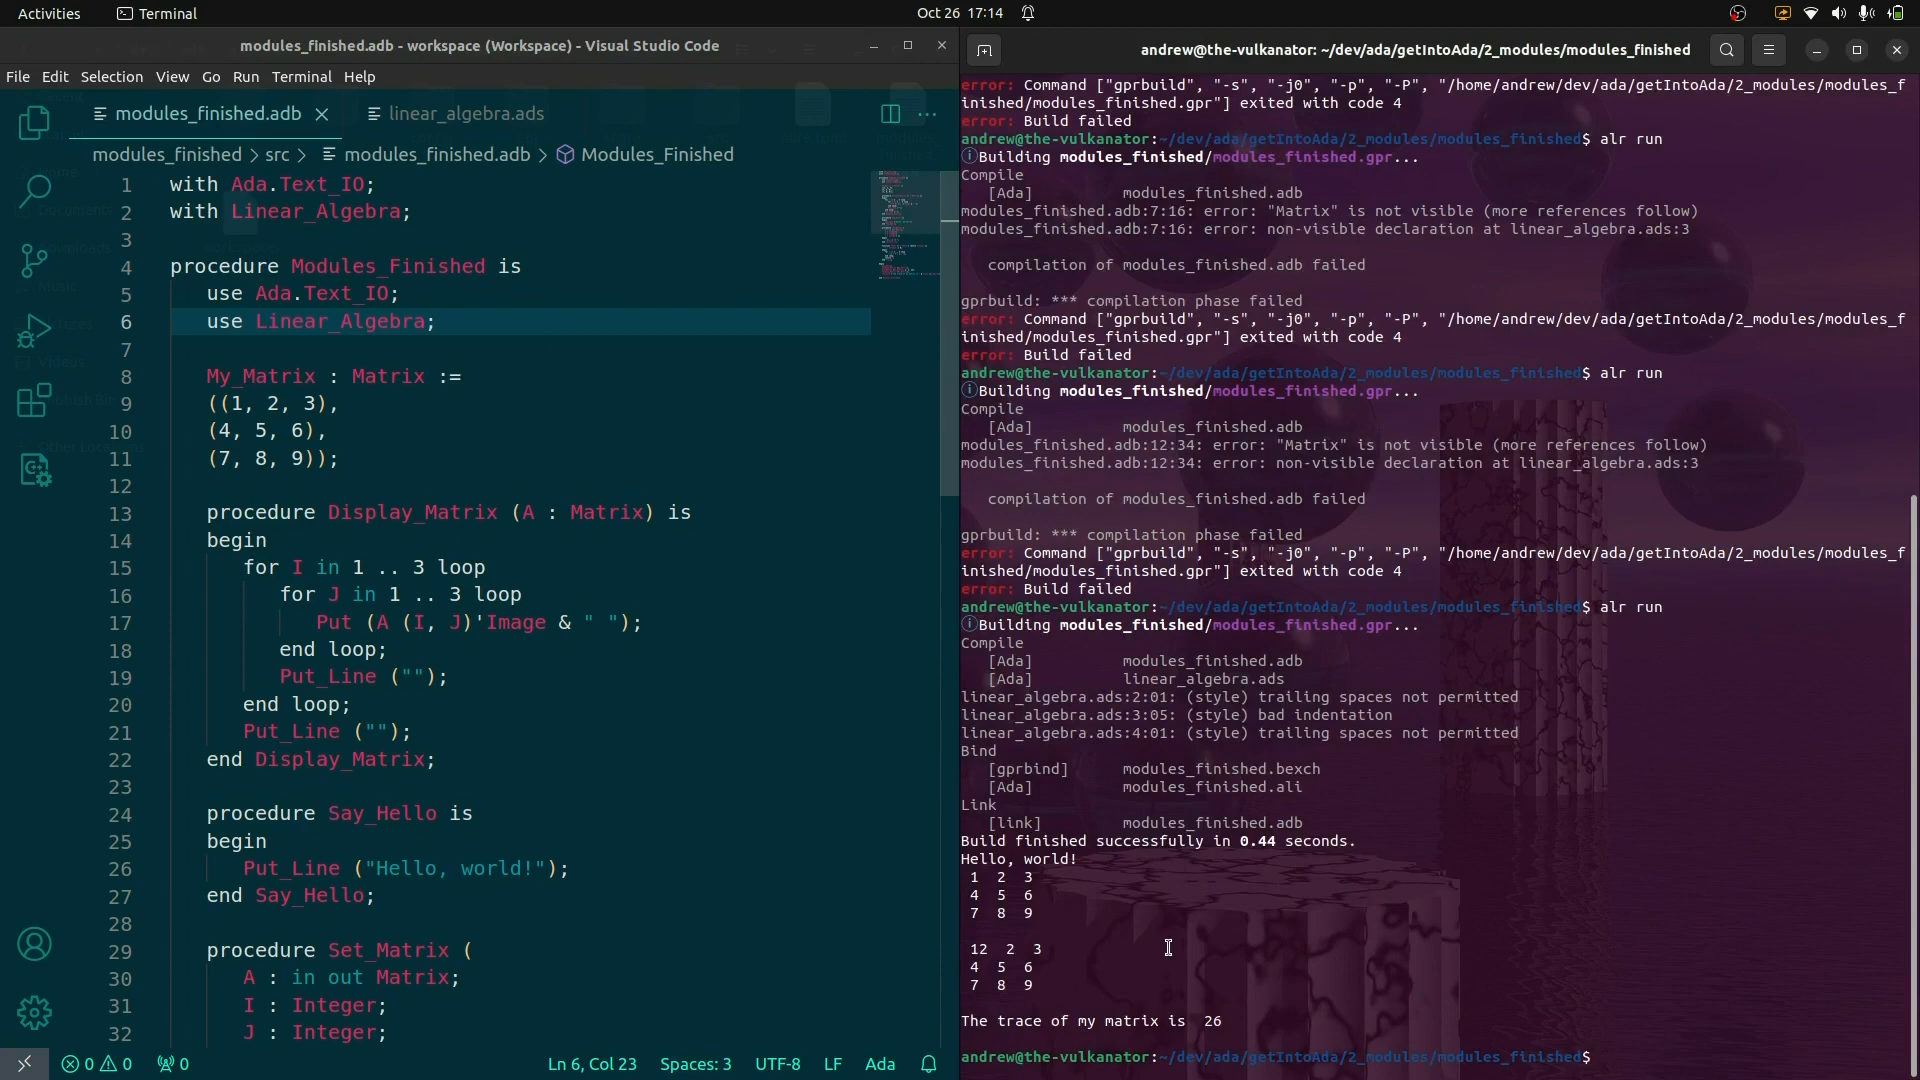 Activities
Terminal
Oct 26 17:14
modules_finished.adb - workspace (Workspace) - Visual Studio Code
File Edit Selection View Go Run Terminal Help
modules_finished.adb
linear_algebra.ads
modules_finished > src > modules_finished.adb > Modules_Finished
1 with Ada.Text_IO;
2 with Linear_Algebra;
3
4 procedure Modules_Finished is
5 use Ada.Text_IO;
6 use Linear_Algebra;
7
8 My_Matrix : Matrix :=
9 ((1, 2, 3),
10 (4, 5, 6),
11 (7, 8, 9));
12
13 procedure Display_Matrix (A : Matrix) is
14 begin
15 for I in 1 .. 3 loop
16 for J in 1 .. 3 loop
17 Put (A (I, J)'Image & " ");
18 end loop;
19 Put_Line ("");
20 end loop;
21 Put_Line ("");
22 end Display_Matrix;
23
24 procedure Say_Hello is
25 begin
26 Put_Line ("Hello, world!");
27 end Say_Hello;
28
29 procedure Set_Matrix (
30 A : in out Matrix;
31 I : Integer;
32 J : Integer;
0 0 0
Ln 6, Col 23 Spaces: 3 UTF-8 LF Ada
andrew@the-vulkanator: ~/dev/ada/getIntoAda/2_modules/modules_finished
error: Command ["gprbuild", "-s", "-j0", "-p", "-P", "/home/andrew/dev/ada/getIntoAda/2_modules/modules_f
inished/modules_finished.gpr"] exited with code 4
error: Build failed
andrew@the-vulkanator:~/dev/ada/getIntoAda/2_modules/modules_finished$ alr run
ⓘBuilding modules_finished/modules_finished.gpr...
Compile
[Ada] modules_finished.adb
modules_finished.adb:7:16: error: "Matrix" is not visible (more references follow)
modules_finished.adb:7:16: error: non-visible declaration at linear_algebra.ads:3
compilation of modules_finished.adb failed
gprbuild: *** compilation phase failed
error: Command ["gprbuild", "-s", "-j0", "-p", "-P", "/home/andrew/dev/ada/getIntoAda/2_modules/modules_f
inished/modules_finished.gpr"] exited with code 4
error: Build failed
andrew@the-vulkanator:~/dev/ada/getIntoAda/2_modules/modules_finished$ alr run
ⓘBuilding modules_finished/modules_finished.gpr...
Compile
[Ada] modules_finished.adb
modules_finished.adb:12:34: error: "Matrix" is not visible (more references follow)
modules_finished.adb:12:34: error: non-visible declaration at linear_algebra.ads:3
compilation of modules_finished.adb failed
gprbuild: *** compilation phase failed
error: Command ["gprbuild", "-s", "-j0", "-p", "-P", "/home/andrew/dev/ada/getIntoAda/2_modules/modules_f
inished/modules_finished.gpr"] exited with code 4
error: Build failed
andrew@the-vulkanator:~/dev/ada/getIntoAda/2_modules/modules_finished$ alr run
ⓘBuilding modules_finished/modules_finished.gpr...
Compile
[Ada] modules_finished.adb
[Ada] linear_algebra.ads
linear_algebra.ads:2:01: (style) trailing spaces not permitted
linear_algebra.ads:3:05: (style) bad indentation
linear_algebra.ads:4:01: (style) trailing spaces not permitted
Bind
[gprbind] modules_finished.bexch
[Ada] modules_finished.ali
Link
[link] modules_finished.adb
Build finished successfully in 0.44 seconds.
Hello, world!
1 2 3
4 5 6
7 8 9
12 2 3
4 5 6
7 8 9
The trace of my matrix is 26
andrew@the-vulkanator:~/dev/ada/getIntoAda/2_modules/modules_finished$